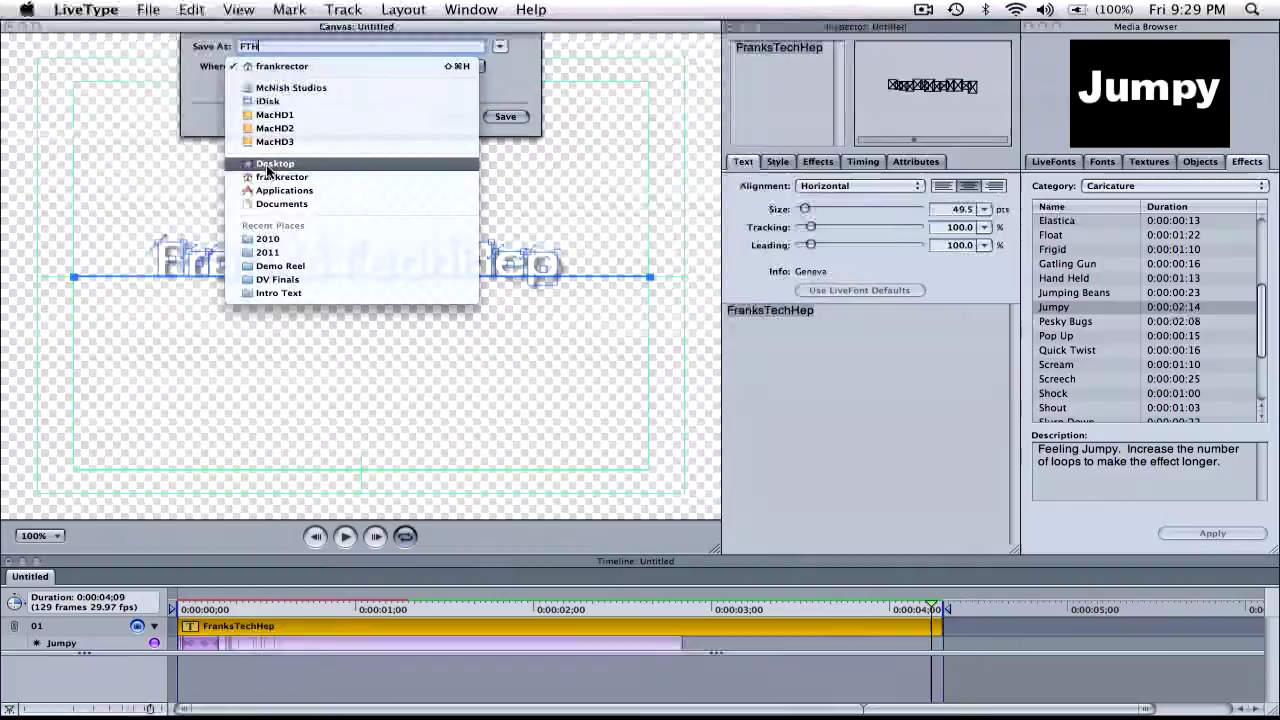 LiveType File Edit View Mark Track Layout Window Help (100%) Fri 9:29 PM
Canvas: Untitled
Inspector: Untitled
Media Browser
Save As: FTH
Where: frankrector ⇧⌘H
McNish Studios
iDisk
MacHD1
MacHD2
MacHD3
Desktop
frankrector
Applications
Documents
Recent Places
2010
2011
Demo Reel
DV Finals
Intro Text
Save
100%
FranksTechHep
Text Style Effects Timing Attributes
Alignment: Horizontal
Size: 49.5 pts
Tracking: 100.0 %
Leading: 100.0 %
Info: Geneva
Use LiveFont Defaults
FranksTechHep
Jumpy
LiveFonts Fonts Textures Objects Effects
Category: Caricature
Name Duration
Elastica 0:00:00:13
Float 0:00:01:22
Frigid 0:00:01:10
Gatling Gun 0:00:00:16
Hand Held 0:00:01:13
Jumping Beans 0:00:00:23
Jumpy 0:00:02:14
Pesky Bugs 0:00:02:08
Pop Up 0:00:00:15
Quick Twist 0:00:00:16
Scream 0:00:01:10
Screech 0:00:00:25
Shock 0:00:01:00
Shout 0:00:01:03
Description:
Feeling Jumpy. Increase the number
of loops to make the effect longer.
Apply
Timeline: Untitled
Untitled
Duration: 0:00:04;09
(129 frames 29.97 fps)
0:00:00;00 0:00:01;00 0:00:02;00 0:00:03;00 0:00:04;00 0:00:05;00
01 T FranksTechHep
Jumpy